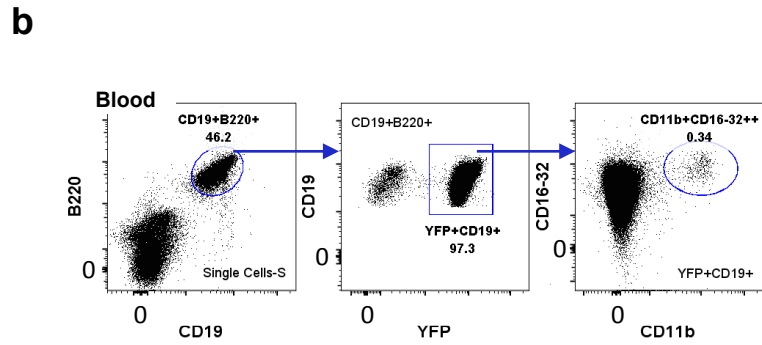 b
Blood
CD19+B220+
46.2
B220
0
Single Cells-S
0
CD19
CD19+B220+
CD19
YFP+CD19+
97.3
0
0
YFP
CD11b+CD16-32++
0.34
CD16-32
0
YFP+CD19+
0
CD11b